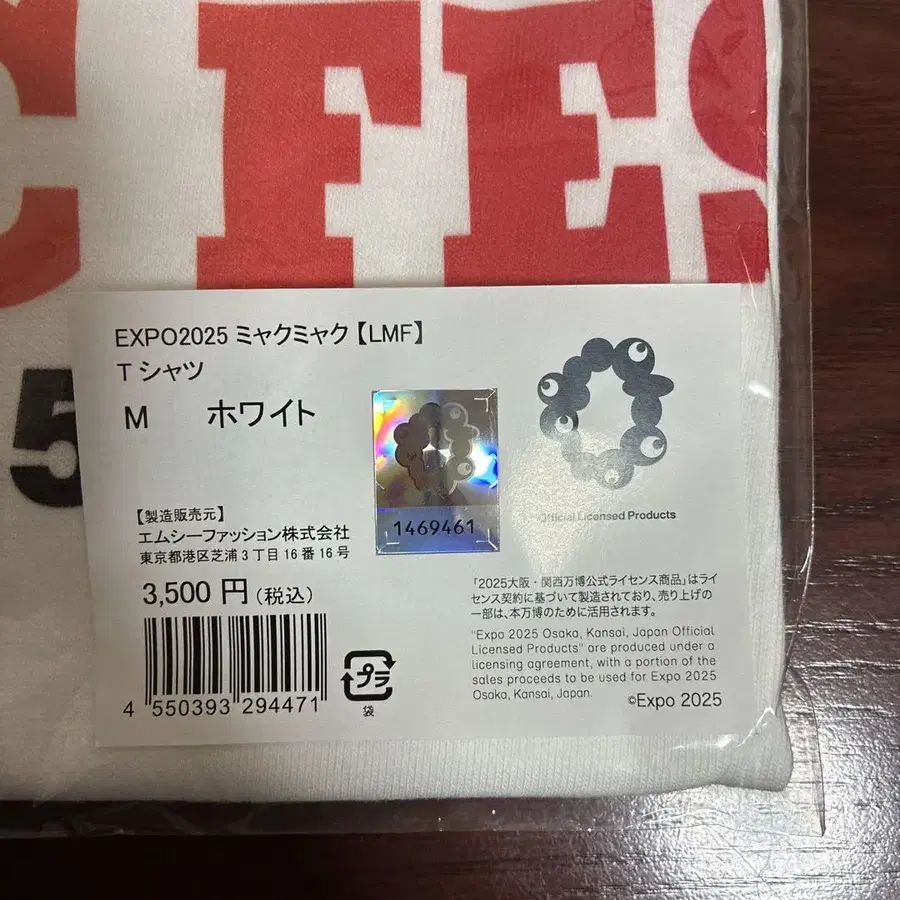 C FES
5
EXPO2025 ミャクミャク【LMF】
Tシャツ
M ホワイト
1469461
Official Licensed Products
【製造販売元】
エムシーファッション株式会社
東京都港区芝浦3丁目16番16号
3,500円(税込)
4 550393 294471
プラ
袋
「2025大阪・関西万博公式ライセンス商品」はライ
センス契約に基づいて製造されており、売り上げの
一部は、本万博のために活用されます。
"Expo 2025 Osaka, Kansai, Japan Official
Licensed Products" are produced under a
licensing agreement, with a portion of the
sales proceeds to be used for Expo 2025
Osaka, Kansai, Japan.
©Expo 2025